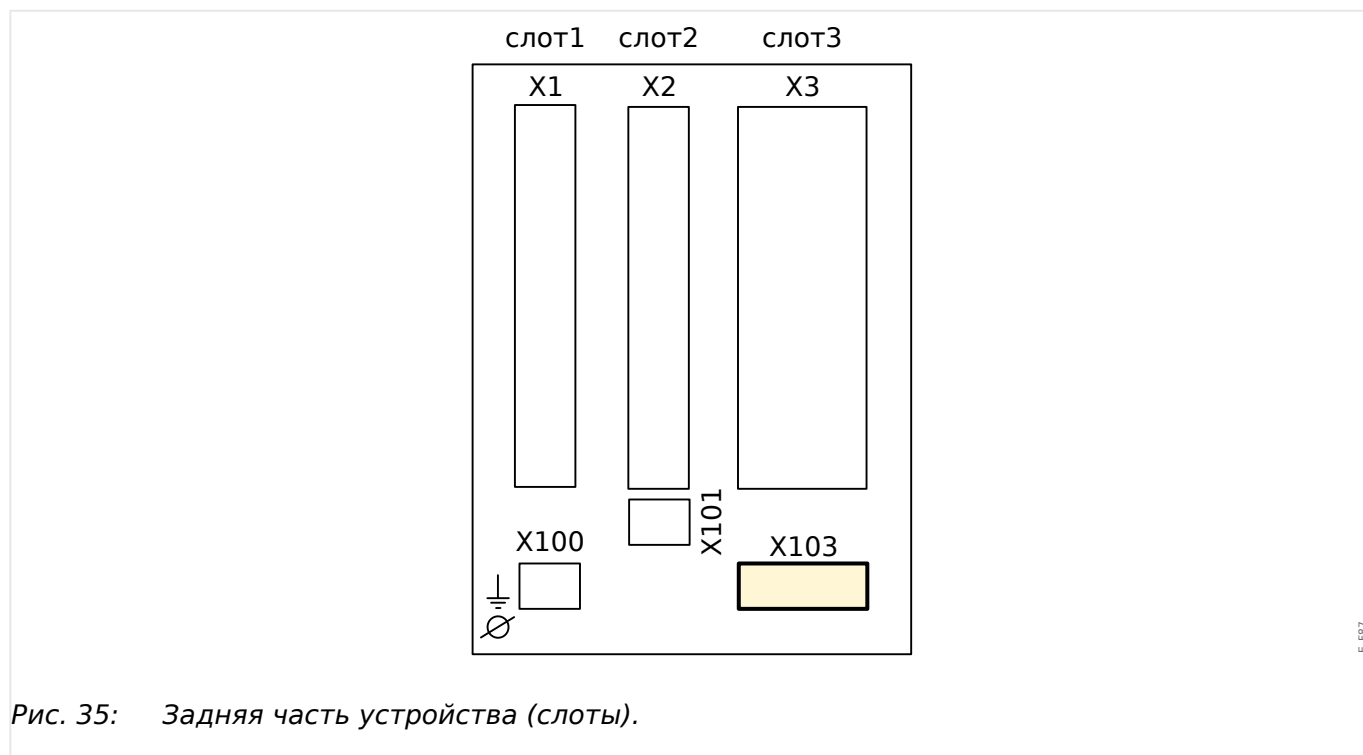 слот1 слот2 слот3
X1 X2 X3
X101
X100 X103
Рис. 35: Задняя часть устройства (слоты).